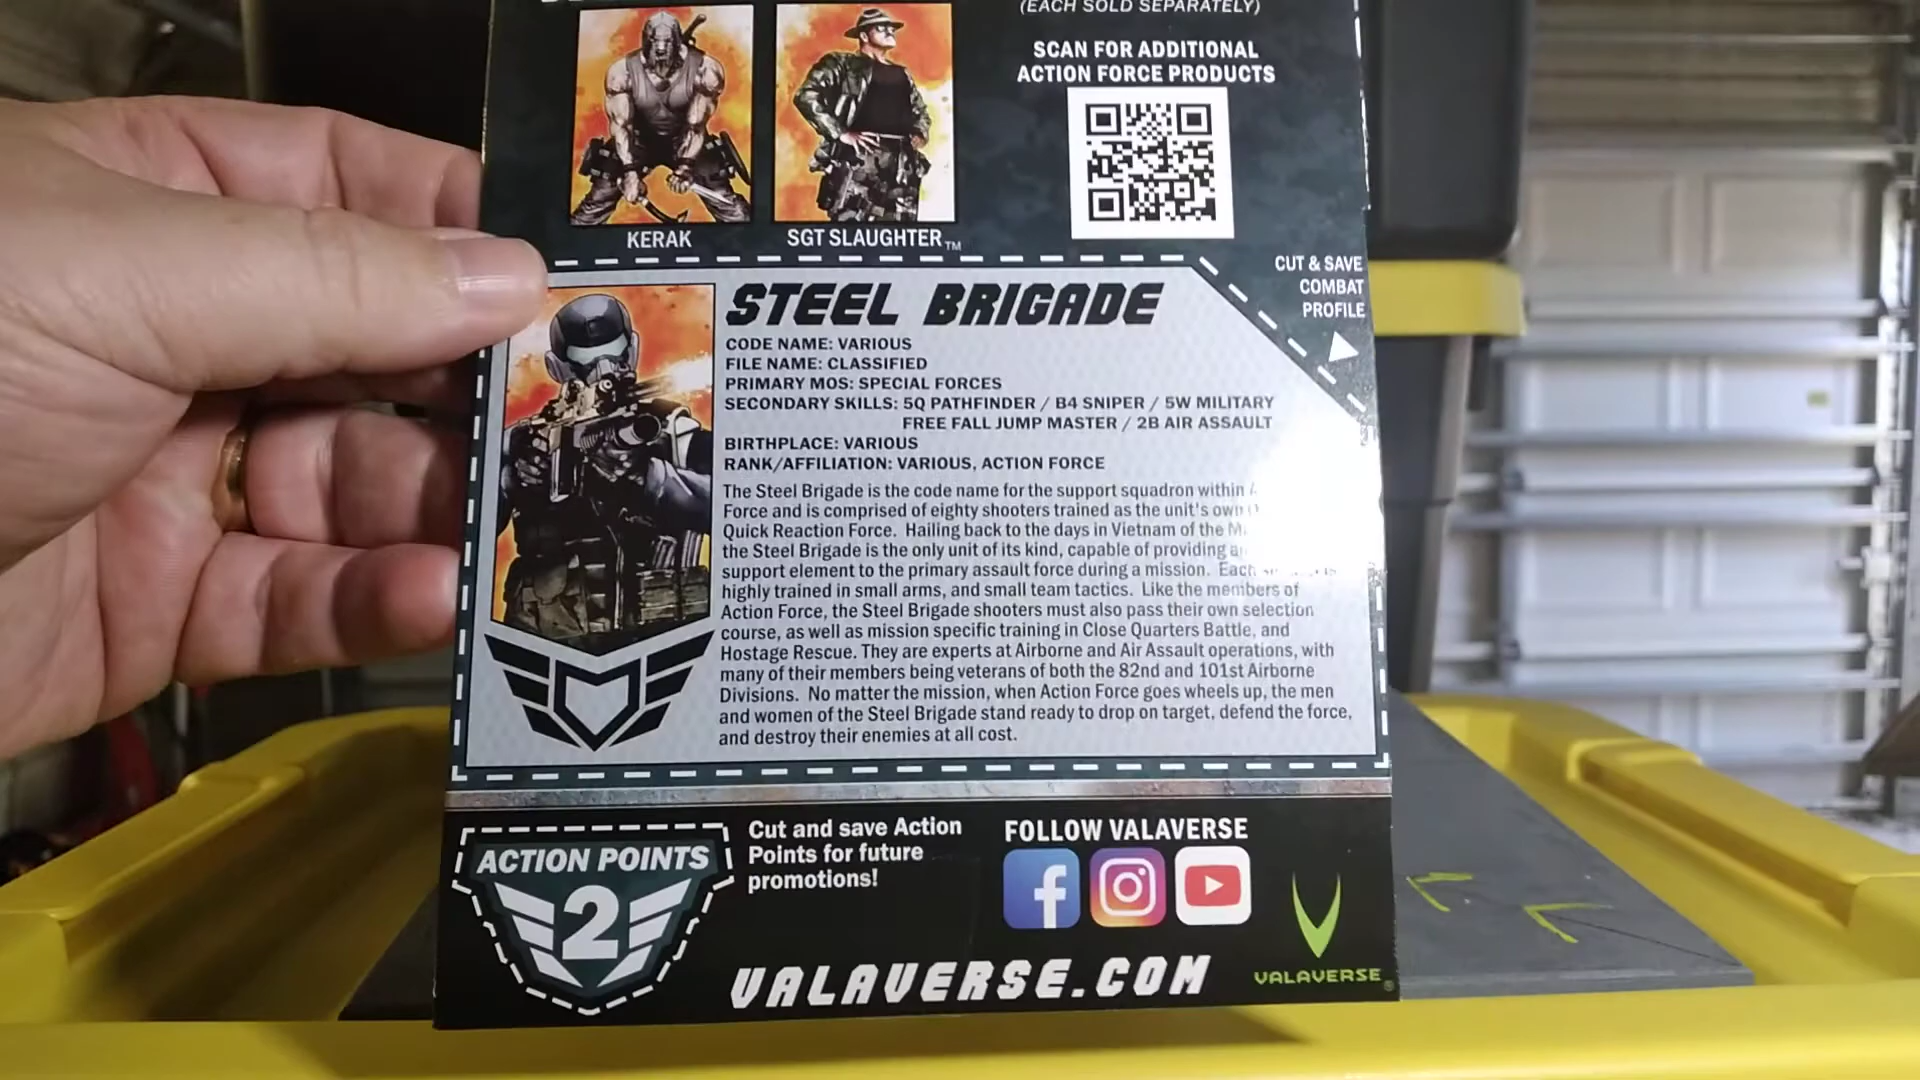 (EACH SOLD SEPARATELY)
SCAN FOR ADDITIONAL
ACTION FORCE PRODUCTS
KERAK
SGT SLAUGHTER TM
CUT & SAVE
COMBAT
PROFILE
STEEL BRIGADE
CODE NAME: VARIOUS
FILE NAME: CLASSIFIED
PRIMARY MOS: SPECIAL FORCES
SECONDARY SKILLS: 5Q PATHFINDER / B4 SNIPER / 5W MILITARY
FREE FALL JUMP MASTER / 2B AIR ASSAULT
BIRTHPLACE: VARIOUS
RANK/AFFILIATION: VARIOUS, ACTION FORCE
The Steel Brigade is the code name for the support squadron within
Force and is comprised of eighty shooters trained as the unit's own
Quick Reaction Force. Hailing back to the days in Vietnam of the
the Steel Brigade is the only unit of its kind, capable of providing
support element to the primary assault force during a mission. Each
highly trained in small arms, and small team tactics. Like the members of
Action Force, the Steel Brigade shooters must also pass their own selection
course, as well as mission specific training in Close Quarters Battle, and
Hostage Rescue. They are experts at Airborne and Air Assault operations, with
many of their members being veterans of both the 82nd and 101st Airborne
Divisions. No matter the mission, when Action Force goes wheels up, the men
and women of the Steel Brigade stand ready to drop on target, defend the force,
and destroy their enemies at all cost.
ACTION POINTS
2
Cut and save Action
Points for future
promotions!
FOLLOW VALAVERSE
VALAVERSE.COM
VALAVERSE